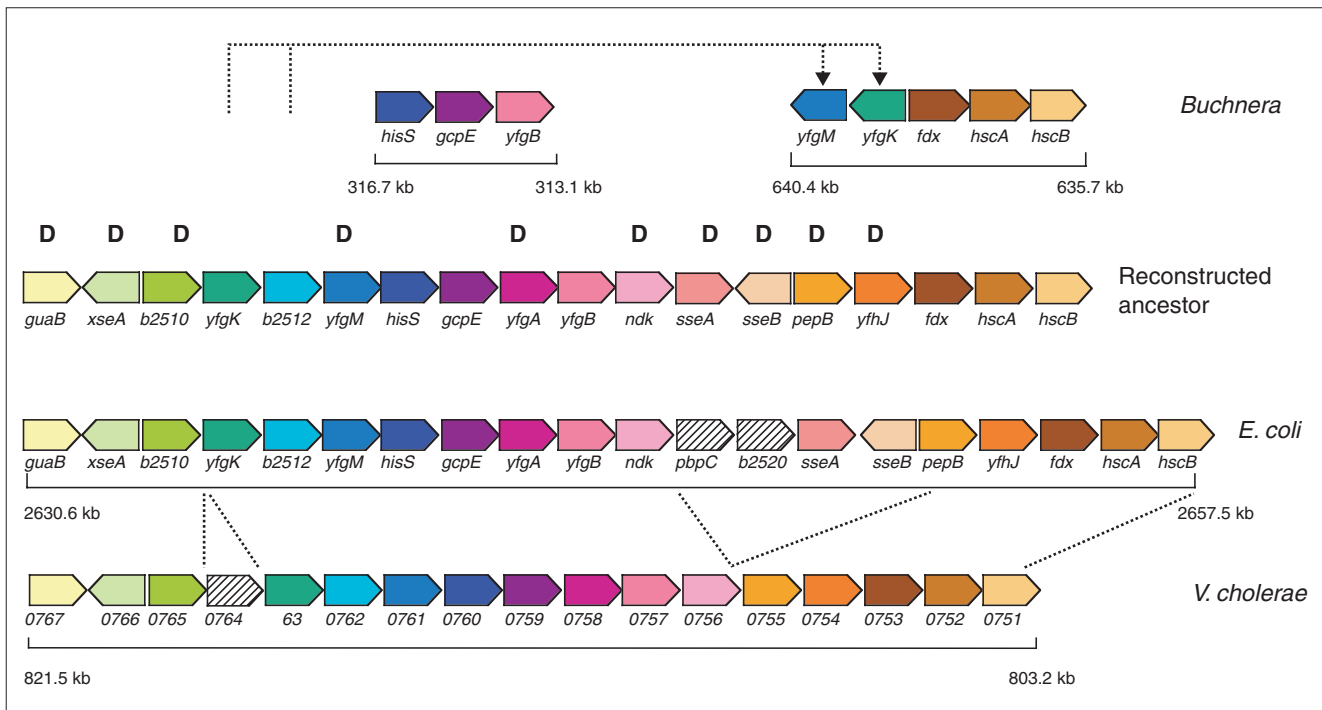 Buchnera
hisS gcpE yfgB yfgM yfgK fdx hscA hscB
316.7 kb 313.1 kb 640.4 kb 635.7 kb
D D D D D D D D D D
Reconstructed
ancestor
guaB xseA b2510 yfgK b2512 yfgM hisS gcpE yfgA yfgB ndk sseA sseB pepB yfhJ fdx hscA hscB
E. coli
guaB xseA b2510 yfgK b2512 yfgM hisS gcpE yfgA yfgB ndk pbpC b2520 sseA sseB pepB yfhJ fdx hscA hscB
2630.6 kb 2657.5 kb
V. cholerae
0767 0766 0765 0764 63 0762 0761 0760 0759 0758 0757 0756 0755 0754 0753 0752 0751
821.5 kb 803.2 kb